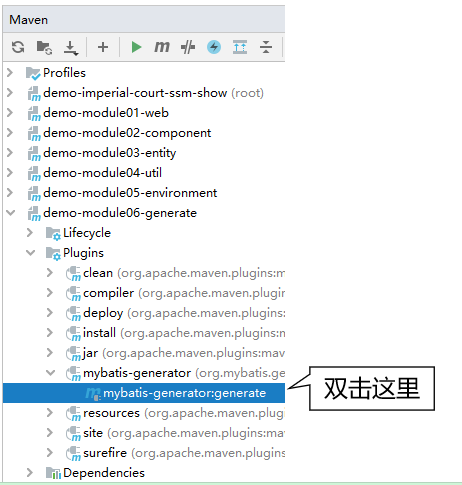 Maven
Profiles
demo-imperial-court-ssm-show (root)
demo-module01-web
demo-module02-component
demo-module03-entity
demo-module04-util
demo-module05-environment
demo-module06-generate
Lifecycle
Plugins
clean (org.apache.maven.plugins:m
compiler (org.apache.maven.plugins
deploy (org.apache.maven.plugins:
install (org.apache.maven.plugins:r
jar (org.apache.maven.plugins:mav
mybatis-generator (org.mybatis.ge
mybatis-generator:generate
双击这里
resources (org.apache.maven.plugin
site (org.apache.maven.plugins:mav
surefire (org.apache.maven.plugins
Dependencies